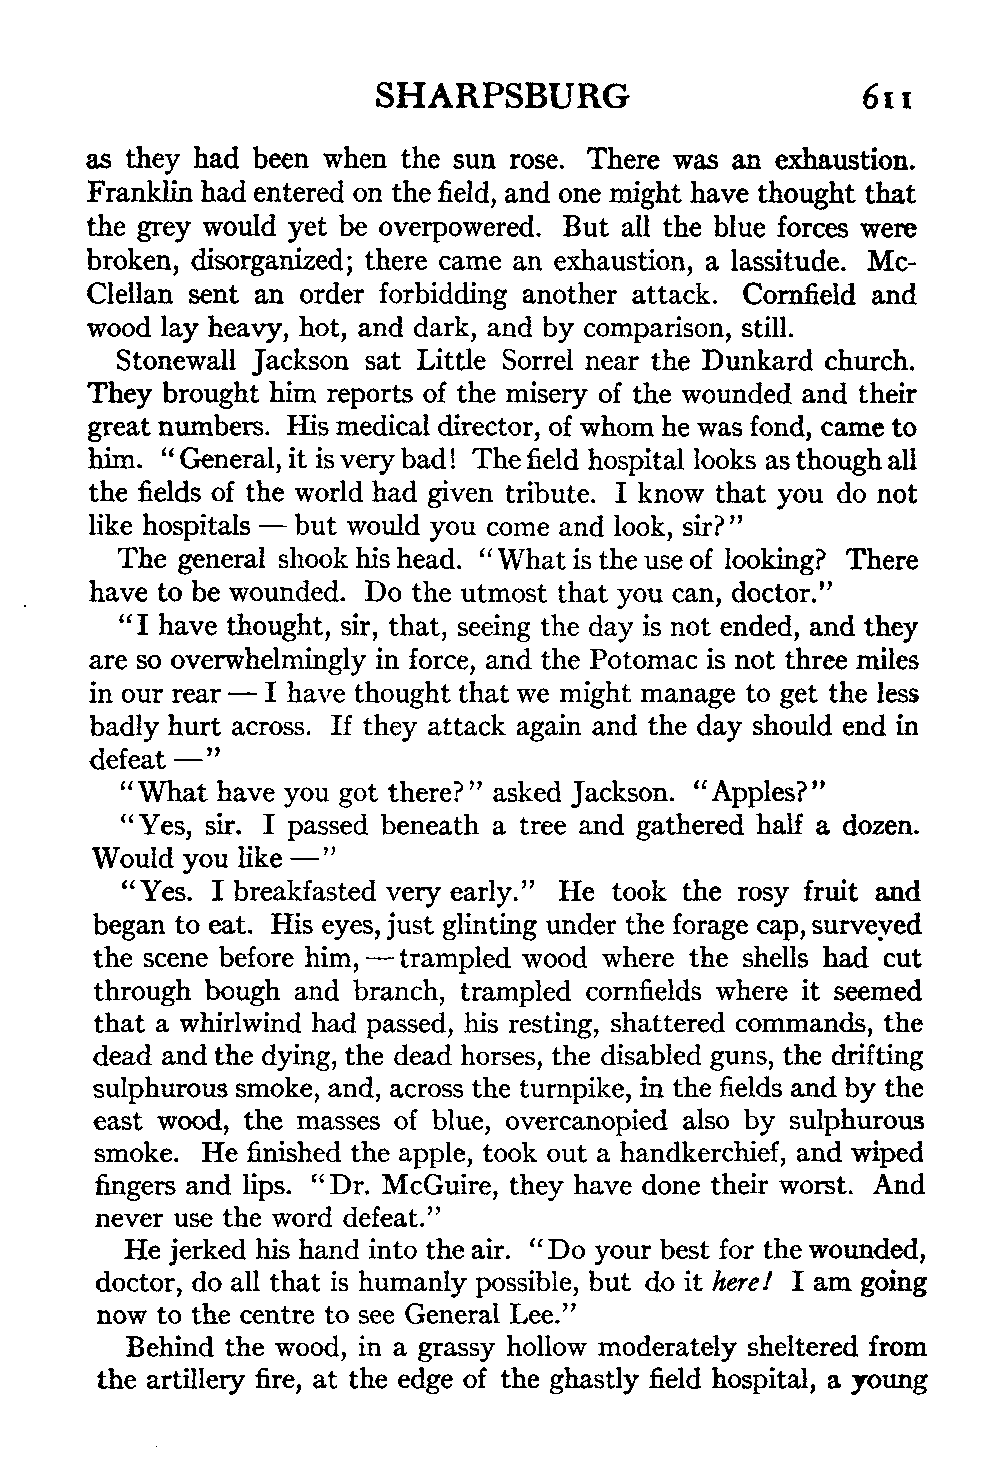 SHARPSBURG 611
as they had been when the sun rose. There was an exhaustion.
Franklin had entered on the field, and one might have thought that
the grey would yet be overpowered. But all the blue forces were
broken, disorganized; there came an exhaustion, a lassitude. Mc-
Clellan sent an order forbidding another attack. Cornfield and
wood lay heavy, hot, and dark, and by comparison, still.
Stonewall Jackson sat Little Sorrel near the Dunkard church.
They brought him reports of the misery of the wounded and their
great numbers. His medical director, of whom he was fond, came to
him. "General, it is very bad! The field hospital looks as though all
the fields of the world had given tribute. I know that you do not
like hospitals — but would you come and look, sir?"
The general shook his head. "What is the use of looking? There
have to be wounded. Do the utmost that you can, doctor."
"I have thought, sir, that, seeing the day is not ended, and they
are so overwhelmingly in force, and the Potomac is not three miles
in our rear — I have thought that we might manage to get the less
badly hurt across. If they attack again and the day should end in
defeat —"
"What have you got there?" asked Jackson. "Apples?"
"Yes, sir. I passed beneath a tree and gathered half a dozen.
Would you like —"
"Yes. I breakfasted very early." He took the rosy fruit and
began to eat. His eyes, just glinting under the forage cap, surveyed
the scene before him, — trampled wood where the shells had cut
through bough and branch, trampled cornfields where it seemed
that a whirlwind had passed, his resting, shattered commands, the
dead and the dying, the dead horses, the disabled guns, the drifting
sulphurous smoke, and, across the turnpike, in the fields and by the
east wood, the masses of blue, overcanopied also by sulphurous
smoke. He finished the apple, took out a handkerchief, and wiped
fingers and lips. "Dr. McGuire, they have done their worst. And
never use the word defeat."
He jerked his hand into the air. "Do your best for the wounded,
doctor, do all that is humanly possible, but do it here! I am going
now to the centre to see General Lee."
Behind the wood, in a grassy hollow moderately sheltered from
the artillery fire, at the edge of the ghastly field hospital, a young